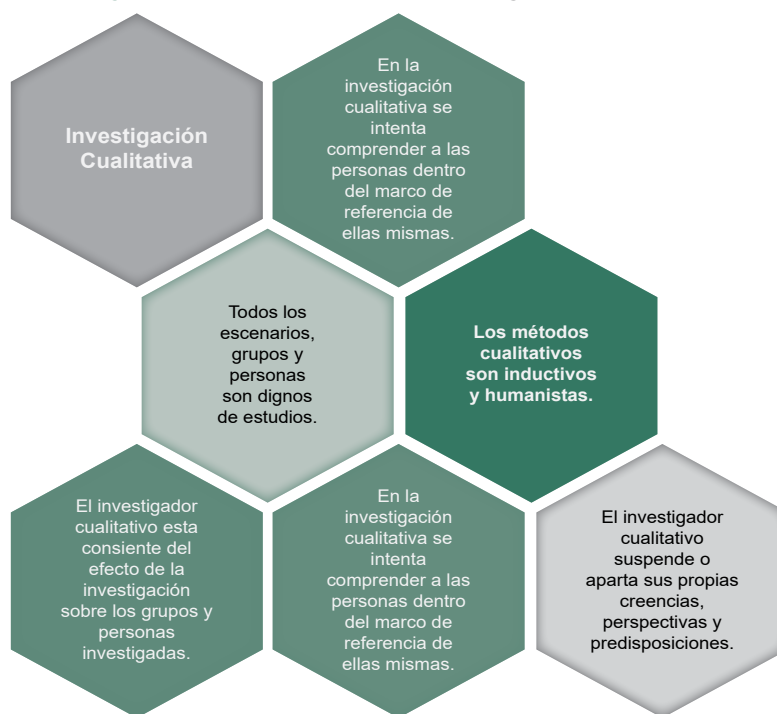 Investigación
Cualitativa
En la
investigación
cualitativa se
intenta
comprender a las
personas dentro
del marco de
referencia de
ellas mismas.
Todos los
escenarios,
grupos y
personas
son dignos
de estudios.
Los métodos
cualitativos
son inductivos
y humanistas.
El investigador
cualitativo esta
consiente del
efecto de la
investigación
sobre los grupos y
personas
investigadas.
En la
investigación
cualitativa se
intenta
comprender a las
personas dentro
del marco de
referencia de
ellas mismas.
El investigador
cualitativo
suspende o
aparta sus propias
creencias,
perspectivas y
predisposiciones.